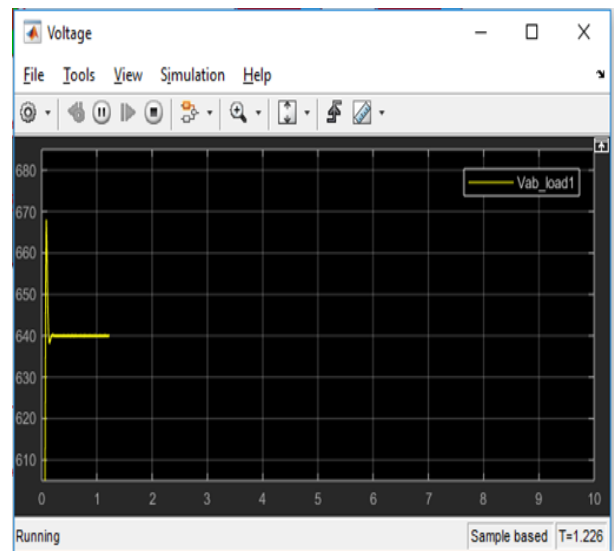 Voltage
File Tools View Simulation Help
Vab_load1
680
670
660
650
640
630
620
610
0 1 2 3 4 5 6 7 8 9 10
Running Sample based T=1.226